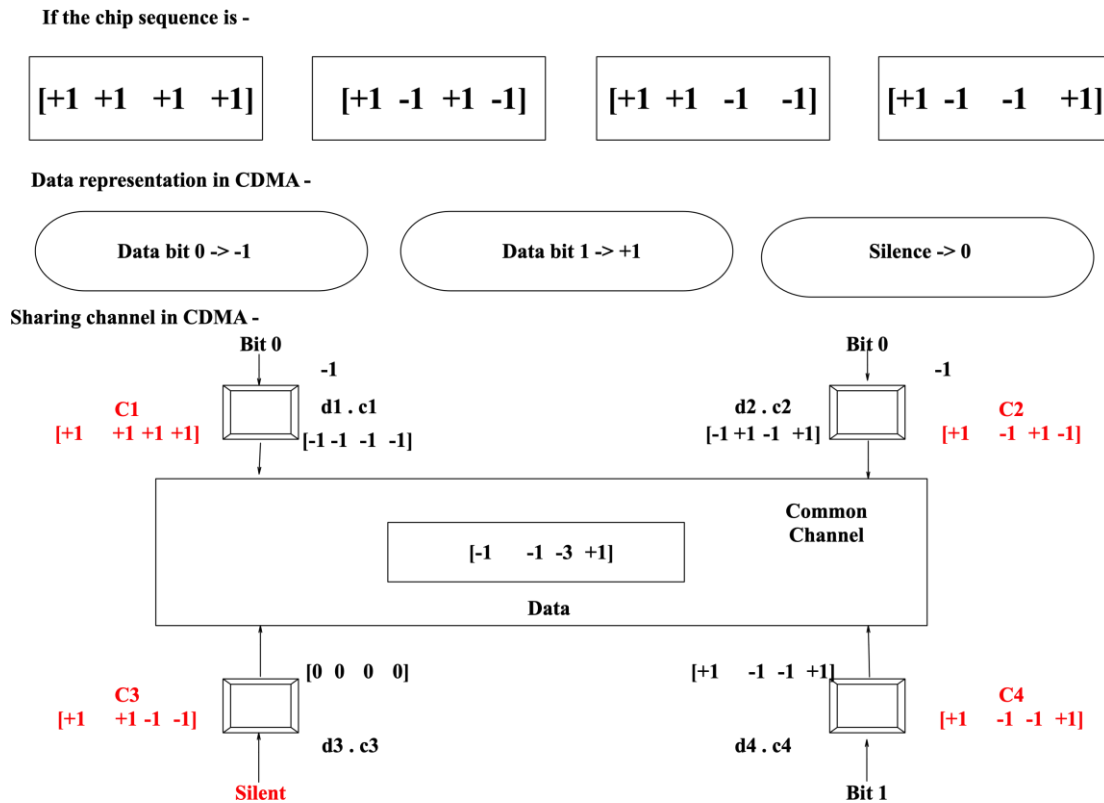 If the chip sequence is -
[+1 +1 +1 +1] [+1 -1 +1 -1] [+1 +1 -1 -1] [+1 -1 -1 +1]
Data representation in CDMA -
Data bit 0 -> -1 Data bit 1 -> +1 Silence -> 0
Sharing channel in CDMA -
Bit 0 Bit 0
-1 -1
C1 d1 . c1 d2 . c2 C2
[+1 +1 +1 +1] [-1 -1 -1 -1] [-1 +1 -1 +1] [+1 -1 +1 -1]
Common
Channel
[-1 -1 -3 +1]
Data
[0 0 0 0] [+1 -1 -1 +1]
C3 C4
[+1 +1 -1 -1] [+1 -1 -1 +1]
d3 . c3 d4 . c4
Silent Bit 1